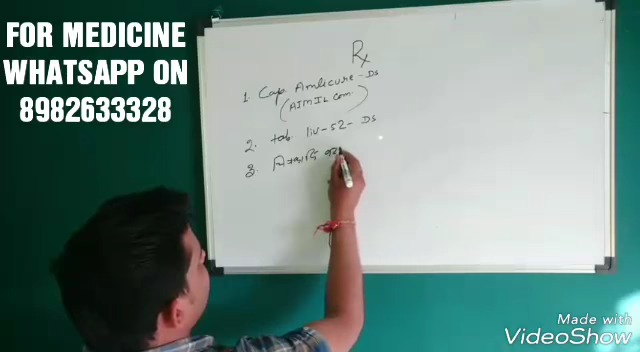 FOR MEDICINE
WHATSAPP ON
8982633328
Rx
1. Cap Amlicure-DS
(AIMIL Com.)
2. tab. liv-52-DS
3.
Made with
VideoShow